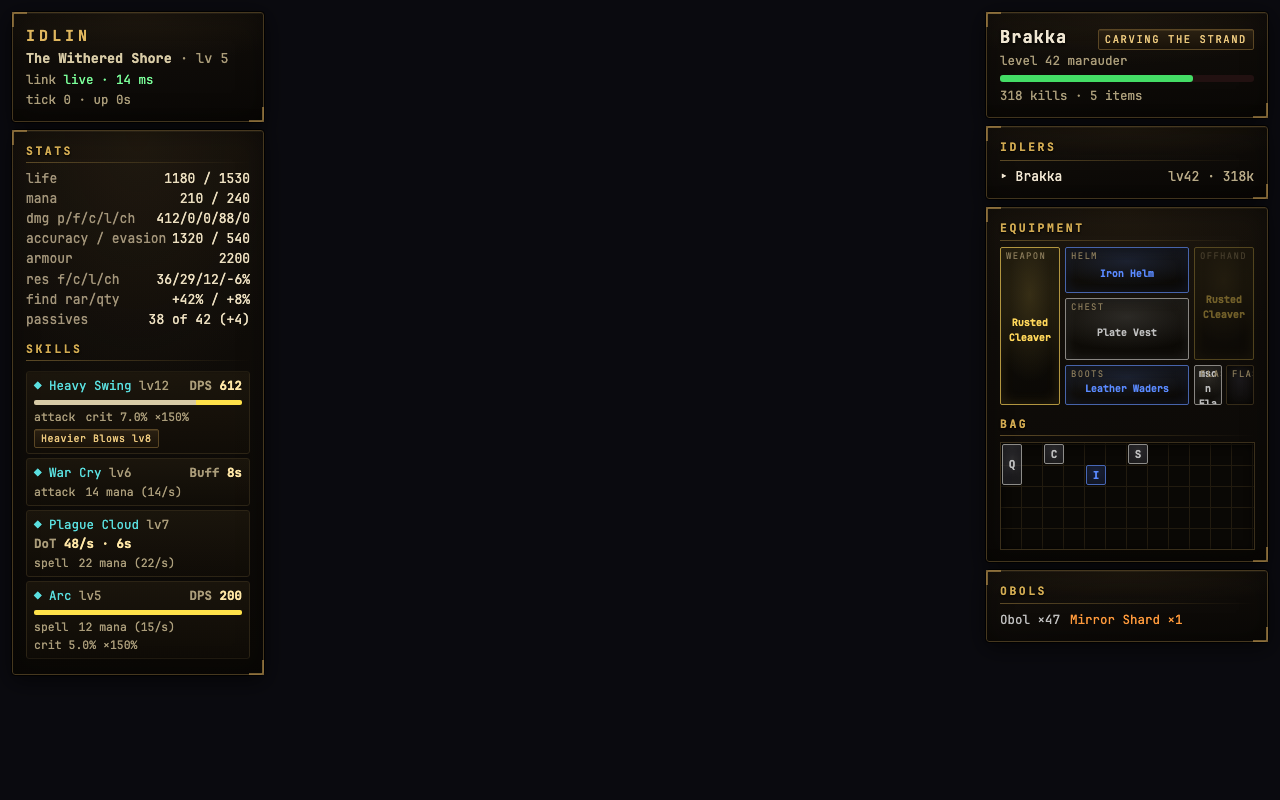 IDLIN
The Withered Shore · lv 5
link live · 14 ms
tick 0 · up 0s
STATS
life 1180 / 1530
mana 210 / 240
dmg p/f/c/l/ch 412/0/0/88/0
accuracy / evasion 1320 / 540
armour 2200
res f/c/l/ch 36/29/12/-6%
find rar/qty +42% / +8%
passives 38 of 42 (+4)
SKILLS
◆ Heavy Swing lv12 DPS 612
attack crit 7.0% ×150%
Heavier Blows lv8
◆ War Cry lv6 Buff 8s
attack 14 mana (14/s)
◆ Plague Cloud lv7
DoT 48/s · 6s
spell 22 mana (22/s)
◆ Arc lv5 DPS 200
spell 12 mana (15/s)
crit 5.0% ×150%
Brakka CARVING THE STRAND
level 42 marauder
318 kills · 5 items
IDLERS
▸ Brakka lv42 · 318k
EQUIPMENT
WEAPON
Rusted
Cleaver
HELM
Iron Helm
OFFHAND
Rusted
Cleaver
CHEST
Plate Vest
BOOTS
Leather Waders
n
FLA
BAG
Q C S
I
OBOLS
Obol ×47 Mirror Shard ×1